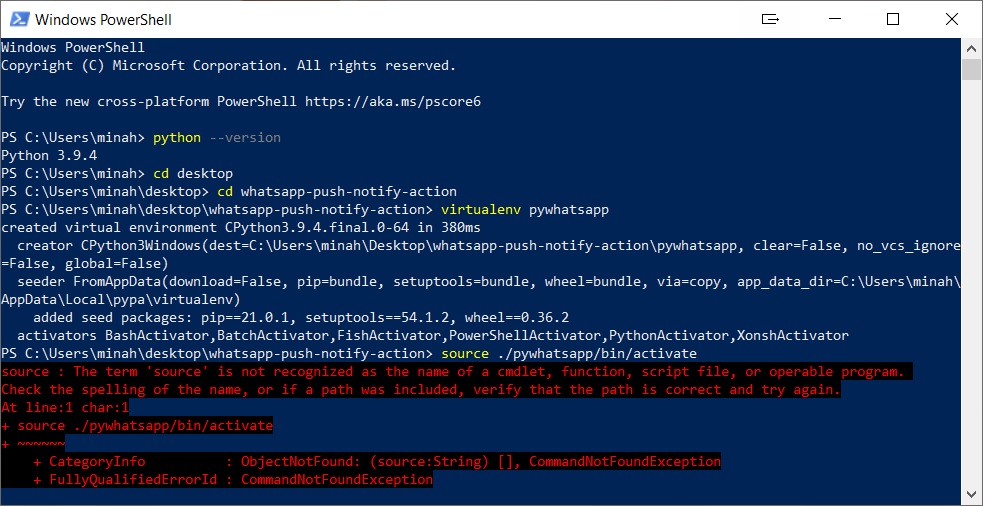 Windows PowerShell
Windows PowerShell
Copyright (C) Microsoft Corporation. All rights reserved.
Try the new cross-platform PowerShell https://aka.ms/pscore6
PS C:\Users\minah> python --version
Python 3.9.4
PS C:\Users\minah> cd desktop
PS C:\Users\minah\desktop> cd whatsapp-push-notify-action
PS C:\Users\minah\desktop\whatsapp-push-notify-action> virtualenv pywhatsapp
created virtual environment CPython3.9.4.final.0-64 in 380ms
  creator CPython3Windows(dest=C:\Users\minah\Desktop\whatsapp-push-notify-action\pywhatsapp, clear=False, no_vcs_ignore
=False, global=False)
  seeder FromAppData(download=False, pip=bundle, setuptools=bundle, wheel=bundle, via=copy, app_data_dir=C:\Users\minah\
AppData\Local\pypa\virtualenv)
    added seed packages: pip==21.0.1, setuptools==54.1.2, wheel==0.36.2
  activators BashActivator,BatchActivator,FishActivator,PowerShellActivator,PythonActivator,XonshActivator
PS C:\Users\minah\desktop\whatsapp-push-notify-action> source ./pywhatsapp/bin/activate
source : The term 'source' is not recognized as the name of a cmdlet, function, script file, or operable program.
Check the spelling of the name, or if a path was included, verify that the path is correct and try again.
At line:1 char:1
+ source ./pywhatsapp/bin/activate
+ ~~~~~~
    + CategoryInfo          : ObjectNotFound: (source:String) [], CommandNotFoundException
    + FullyQualifiedErrorId : CommandNotFoundException